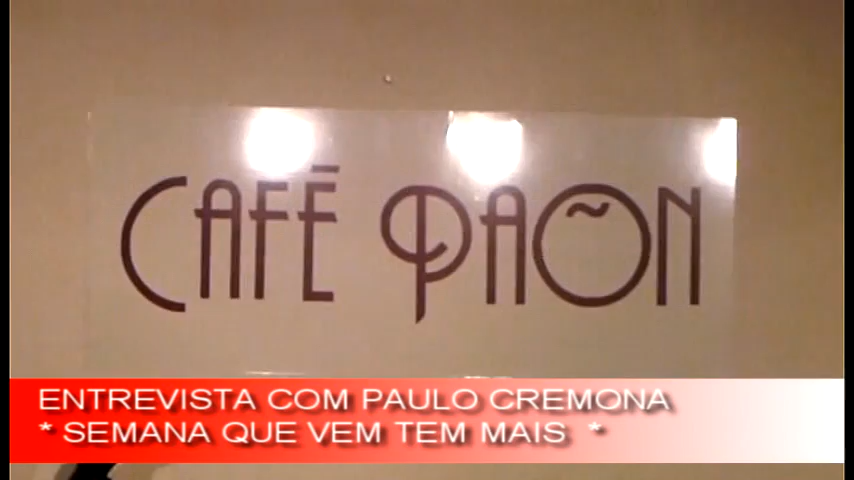 CAFÉ PAÕN
ENTREVISTA COM PAULO CREMONA
* SEMANA QUE VEM TEM MAIS *